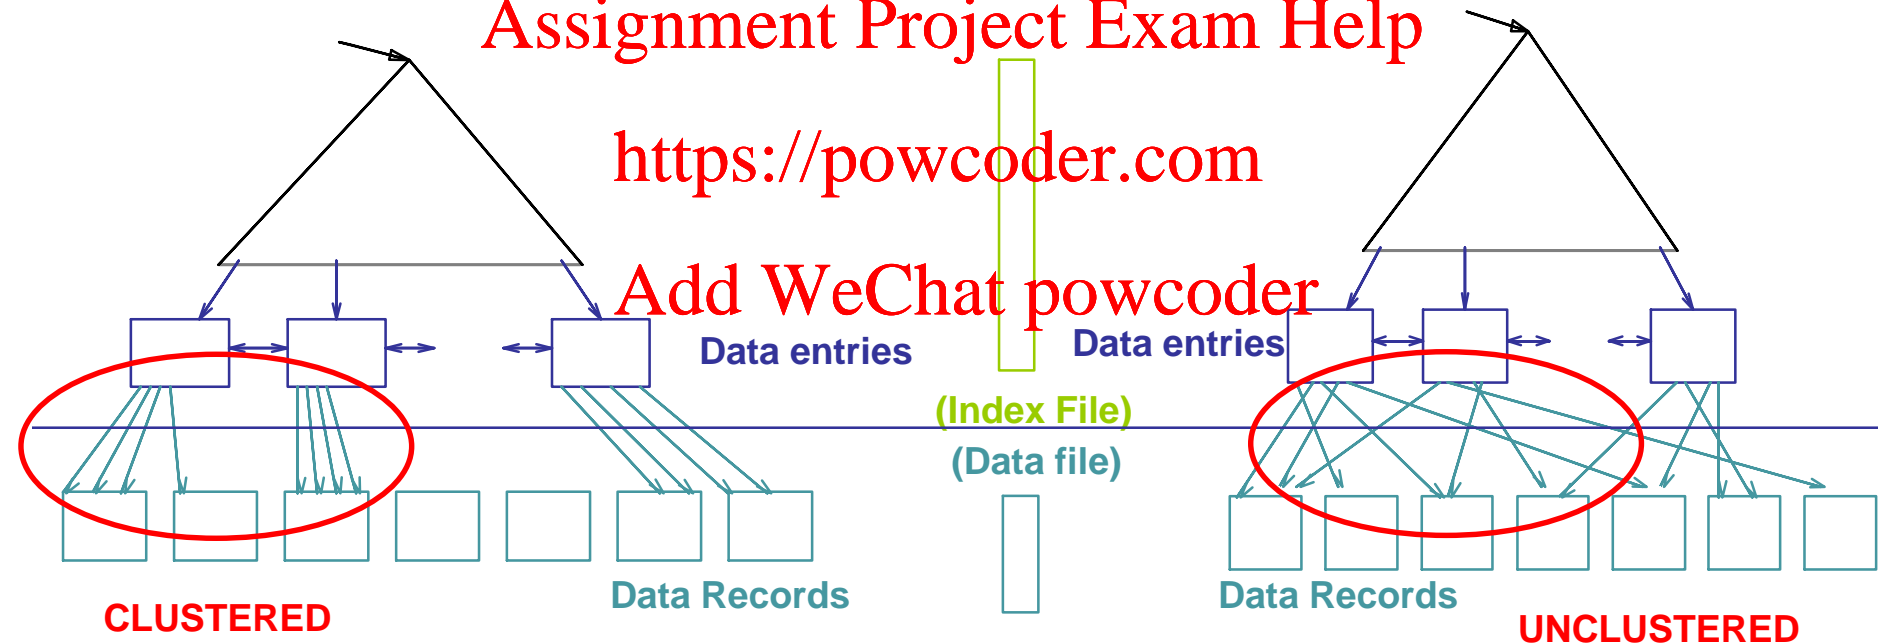 Assignment Project Exam Help
https://powcoder.com
Add WeChat powcoder
Data entries
Data entries
(Index File)
(Data file)
Data Records
Data Records
CLUSTERED
UNCLUSTERED